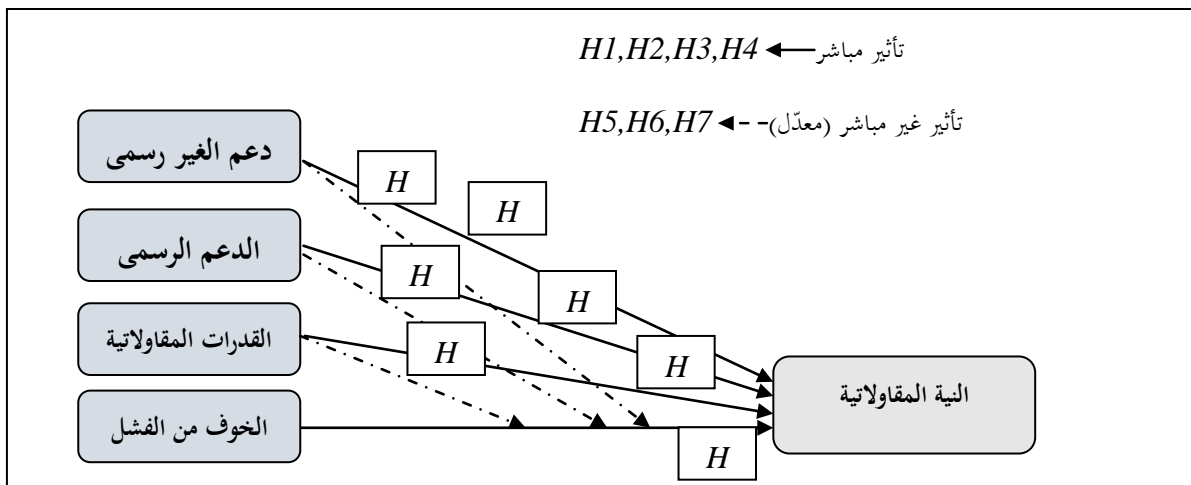 تأثير مباشر H1,H2,H3,H4
تأثير غير مباشر (معدّل) H5,H6,H7
دعم الغير رسمى
H
H
الدعم الرسمى
H
H
القدرات المقاولاتية
H
H
النية المقاولاتية
الخوف من الفشل
H